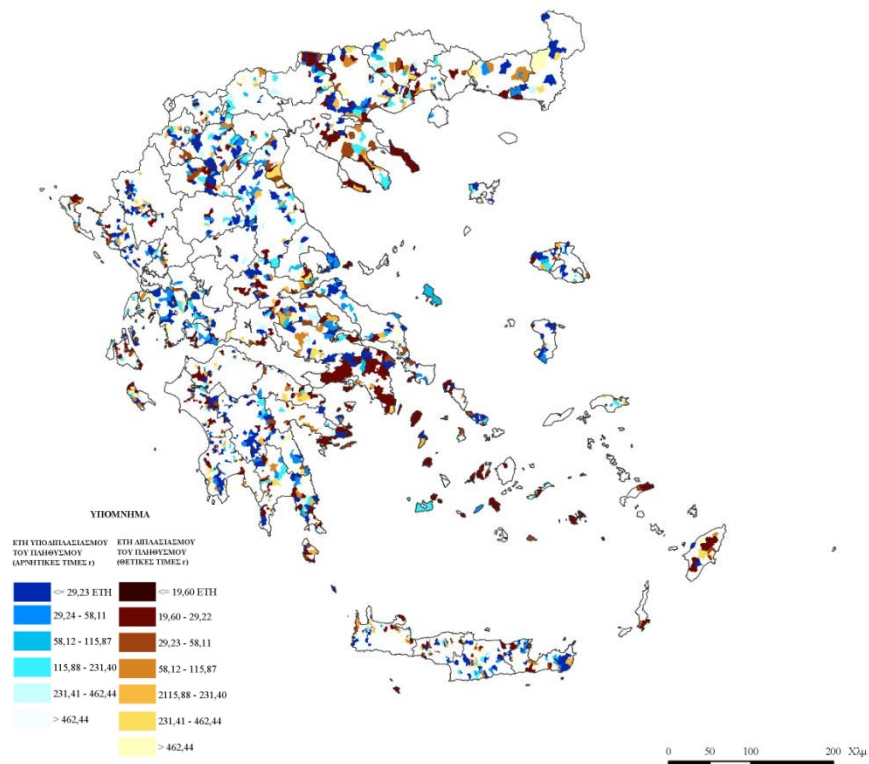 ΥΠΟΜΝΗΜΑ
ΕΤΗ ΥΠΟΔΙΠΛΑΣΙΑΣΜΟΥ
ΤΟΥ ΠΛΗΘΥΣΜΟΥ
(ΑΡΝΗΤΙΚΕΣ ΤΙΜΕΣ r)
<= 29,23 ΕΤΗ
29,24 - 58,11
58,12 - 115,87
115,88 - 231,40
231,41 - 462,44
> 462,44
ΕΤΗ ΔΙΠΛΑΣΙΑΣΜΟΥ
ΤΟΥ ΠΛΗΘΥΣΜΟΥ
(ΘΕΤΙΚΕΣ ΤΙΜΕΣ r)
<= 19,60 ΕΤΗ
19,60 - 29,22
29,23 - 58,11
58,12 - 115,87
2115,88 - 231,40
231,41 - 462,44
> 462,44
0 50 100 200 Χλμ